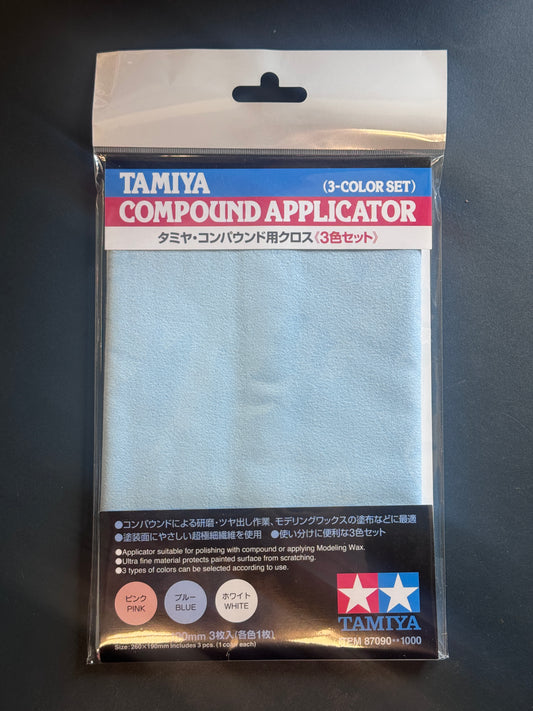 TAMIYA (3-COLOR SET)
COMPOUND APPLICATOR
タミヤ・コンパウンド用クロス《3色セット》
●コンパウンドによる研磨・ツヤ出し作業、モデリングワックスの塗布などに最適
●塗装面にやさしい超極細繊維を使用 ●使い分けに便利な3色セット
●Applicator suitable for polishing with compound or applying Modeling Wax.
●Ultra fine material protects painted surface from scratching.
●3 types of colors can be selected according to use.
ピンク PINK
ブルー BLUE
ホワイト WHITE
mm 3枚入(各色1枚)
Size: 260×190mm Includes 3 pcs. (1 color each)
TAMIYA
ITEM 87090**1000